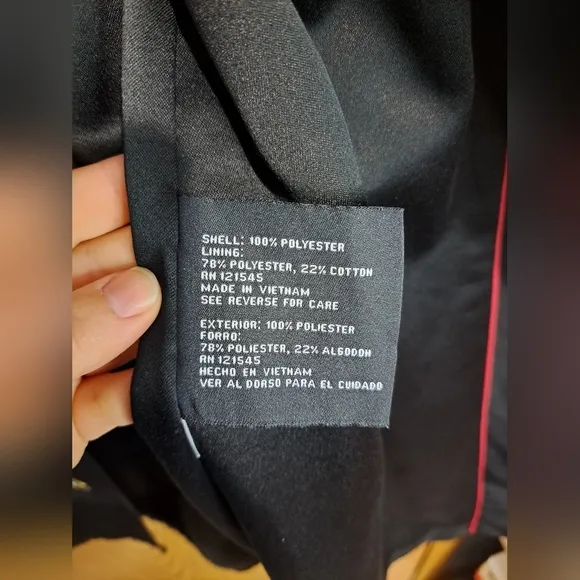 SHELL: 100% POLYESTER
LINING:
78% POLYESTER, 22% COTTON
RN 121545
MADE IN VIETNAM
SEE REVERSE FOR CARE
EXTERIOR: 100% POLIESTER
FORRO:
78% POLIESTER, 22% ALGODON
RN 121545
HECHO EN VIETNAM
VER AL DORSO PARA EL CUIDADO